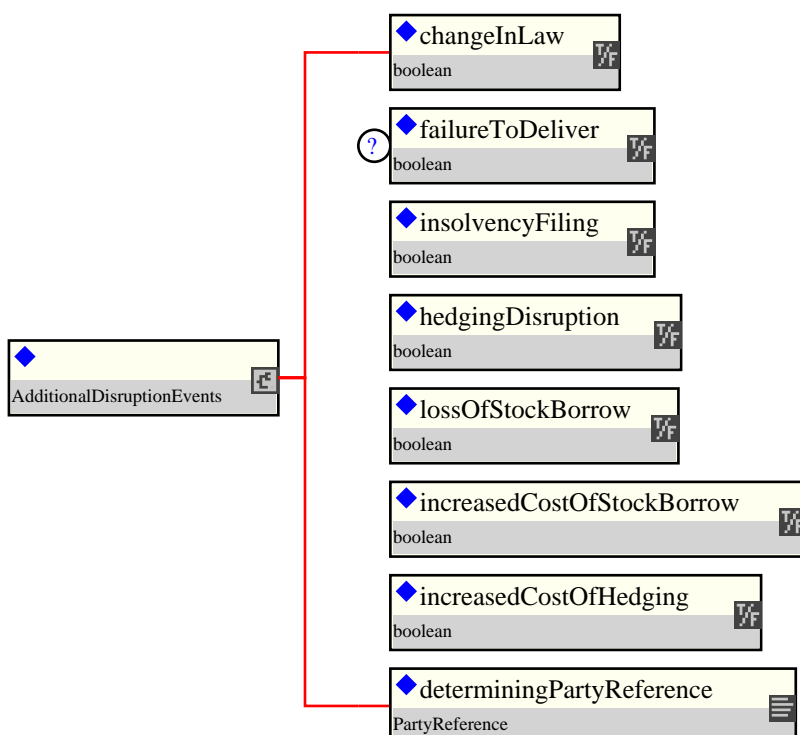 changeInLaw
T/F
boolean
failureToDeliver
T/F
?
boolean
insolvencyFiling
T/F
boolean
hedgingDisruption
T/F
boolean
AdditionalDisruptionEvents
lossOfStockBorrow
T/F
boolean
increasedCostOfStockBorrow
T/F
boolean
increasedCostOfHedging
T/F
boolean
determiningPartyReference
PartyReference